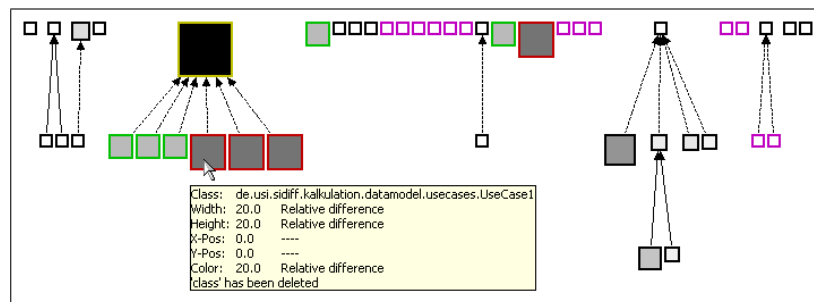 Class: de.usi.sidiff.kalkulation.datamodel.usecases.UseCase1
Width: 20.0 Relative difference
Height: 20.0 Relative difference
X-Pos: 0.0 ----
Y-Pos: 0.0 ----
Color: 20.0 Relative difference
'class' has been deleted